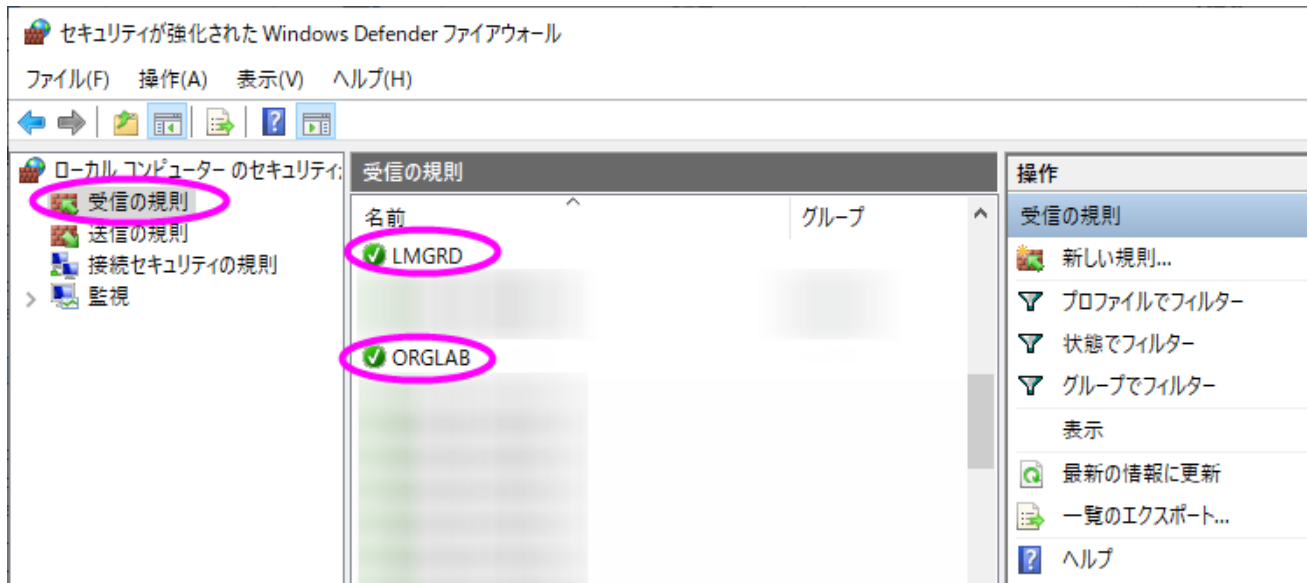 セキュリティが強化された Windows Defender ファイアウォール
ファイル(F) 操作(A) 表示(V) ヘルプ(H)
ローカル コンピューター のセキュリティ
受信の規則
送信の規則
接続セキュリティの規則
監視
受信の規則
名前 グループ
LMGRD
ORGLAB
操作
受信の規則
新しい規則...
プロファイルでフィルター
状態でフィルター
グループでフィルター
表示
最新の情報に更新
一覧のエクスポート...
ヘルプ